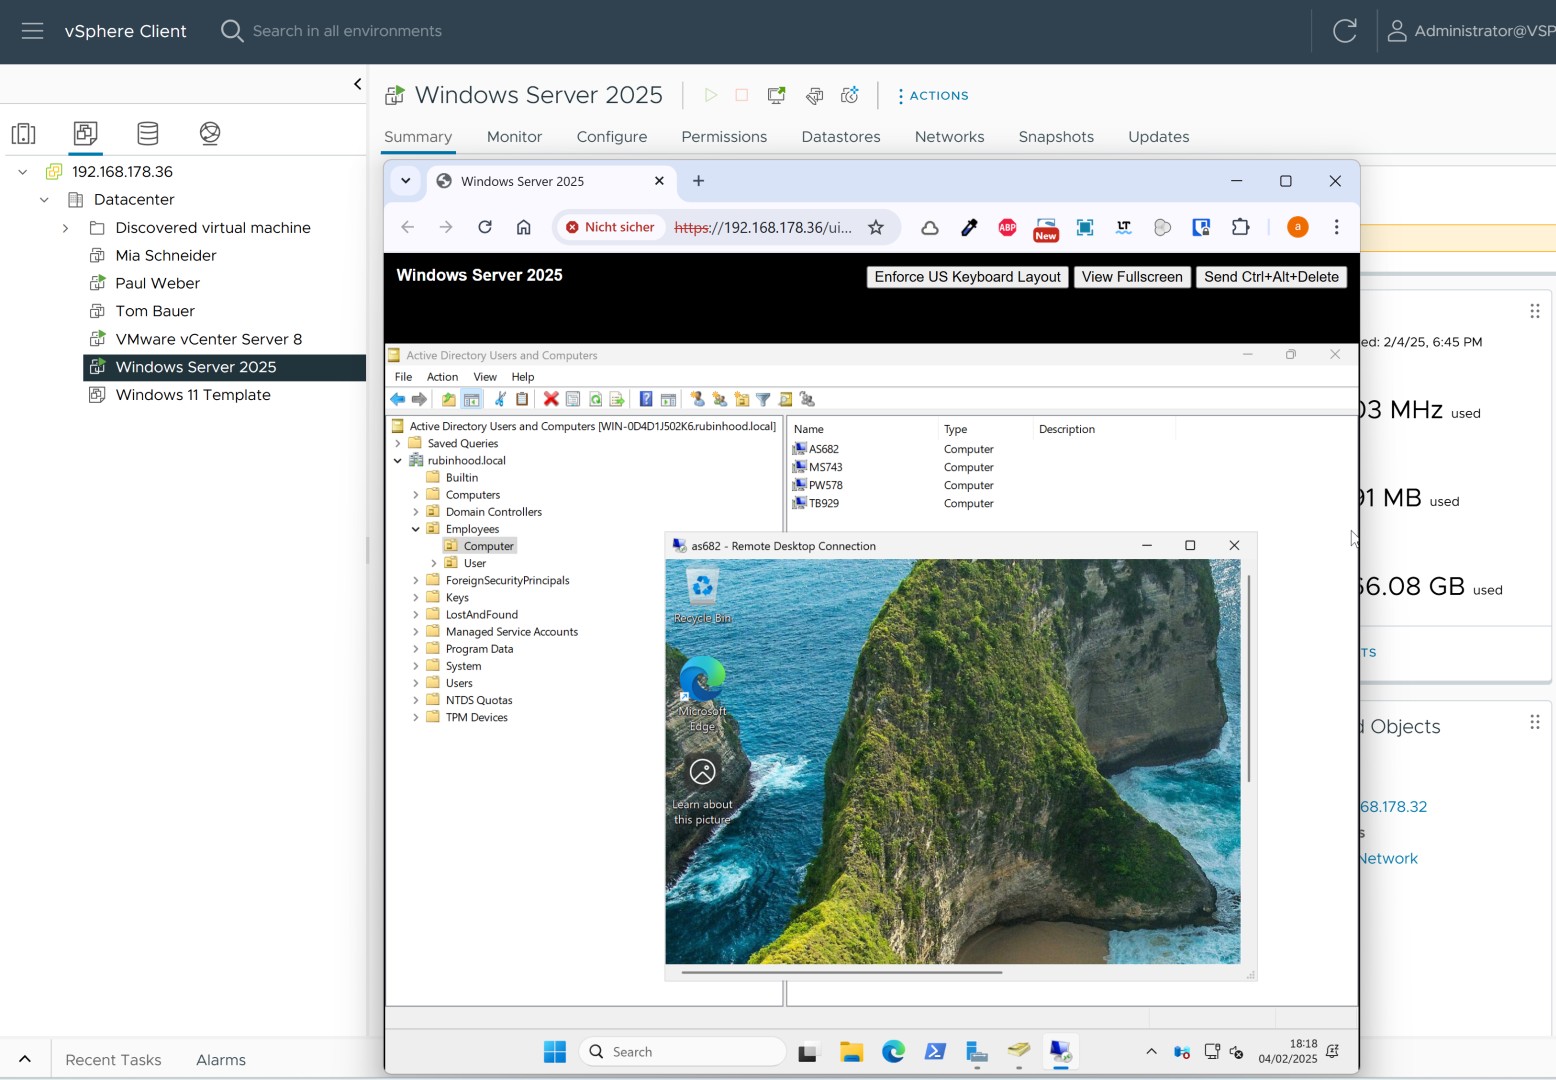 vSphere Client
Search in all environments
Administrator@VSP
Windows Server 2025
ACTIONS
Summary
Monitor
Configure
Permissions
Datastores
Networks
Snapshots
Updates
192.168.178.36
Datacenter
Discovered virtual machine
Mia Schneider
Paul Weber
Tom Bauer
VMware vCenter Server 8
Windows Server 2025
Windows 11 Template
Windows Server 2025
Nicht sicher
https://192.168.178.36/ui...
ABP
New
LT
a
Windows Server 2025
Enforce US Keyboard Layout
View Fullscreen
Send Ctrl+Alt+Delete
Active Directory Users and Computers
File Action View Help
Active Directory Users and Computers [WIN-0D4D1J502K6.rubinhood.local]
Saved Queries
rubinhood.local
Builtin
Computers
Domain Controllers
Employees
Computer
User
ForeignSecurityPrincipals
Keys
LostAndFound
Managed Service Accounts
Program Data
System
Users
NTDS Quotas
TPM Devices
Name Type Description
AS682 Computer
MS743 Computer
PW578 Computer
TB929 Computer
as682 - Remote Desktop Connection
Recycle Bin
Microsoft
Edge
Learn about
this picture
ed: 2/4/25, 6:45 PM
03 MHz used
91 MB used
66.08 GB used
TS
d Objects
68.178.32
s
Network
Search
18:18
04/02/2025
Recent Tasks
Alarms